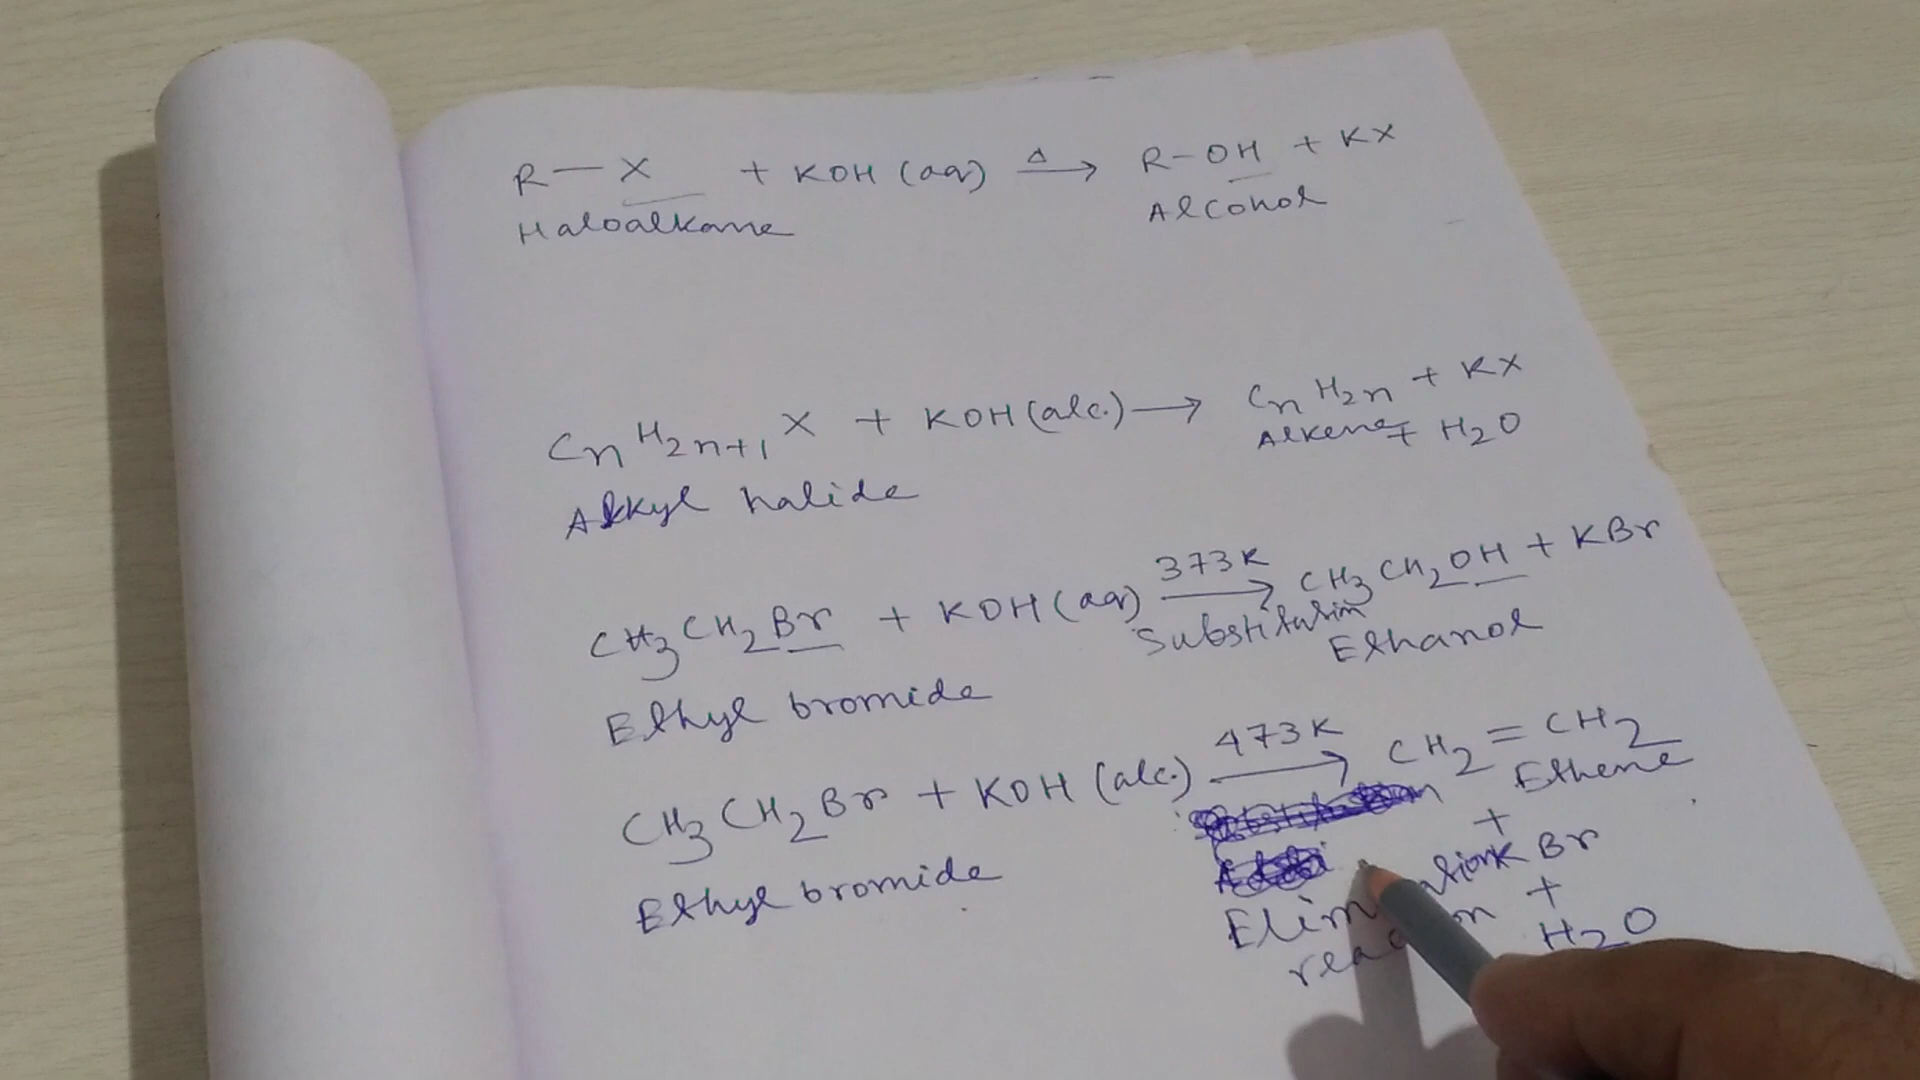 R—X + KOH (aq) Δ→ R-OH + KX
Haloalkane Alcohol
CnH2n+1X + KOH (alc.) → CnH2n + KX
Alkyl halide Alkene + H2O
CH3CH2Br + KOH (aq) 373K→ CH3CH2OH + KBr
Substitution
Ethyl bromide Ethanol
CH3CH2Br + KOH (alc.) 473K→ CH2=CH2
Ethyl bromide Ethene
+
KBr
+
H2O